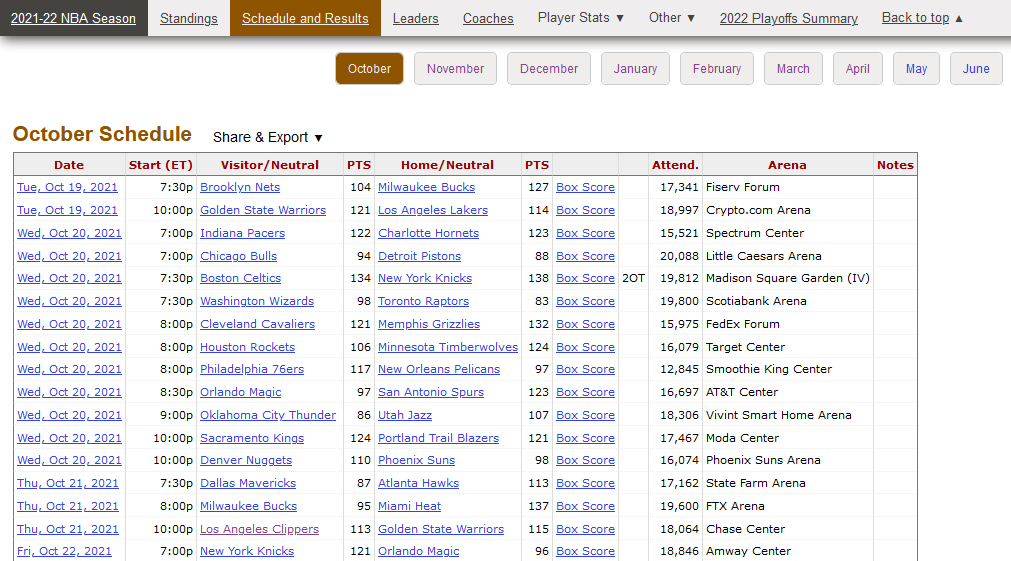 2021-22 NBA Season Standings Schedule and Results Leaders Coaches Player Stats ▼ Other ▼ 2022 Playoffs Summary Back to top ▲
October November December January February March April May June
October Schedule Share & Export ▼
Date Start (ET) Visitor/Neutral PTS Home/Neutral PTS Attend. Arena Notes
Tue, Oct 19, 2021 7:30p Brooklyn Nets 104 Milwaukee Bucks 127 Box Score 17,341 Fiserv Forum
Tue, Oct 19, 2021 10:00p Golden State Warriors 121 Los Angeles Lakers 114 Box Score 18,997 Crypto.com Arena
Wed, Oct 20, 2021 7:00p Indiana Pacers 122 Charlotte Hornets 123 Box Score 15,521 Spectrum Center
Wed, Oct 20, 2021 7:00p Chicago Bulls 94 Detroit Pistons 88 Box Score 20,088 Little Caesars Arena
Wed, Oct 20, 2021 7:30p Boston Celtics 134 New York Knicks 138 Box Score 2OT 19,812 Madison Square Garden (IV)
Wed, Oct 20, 2021 7:30p Washington Wizards 98 Toronto Raptors 83 Box Score 19,800 Scotiabank Arena
Wed, Oct 20, 2021 8:00p Cleveland Cavaliers 121 Memphis Grizzlies 132 Box Score 15,975 FedEx Forum
Wed, Oct 20, 2021 8:00p Houston Rockets 106 Minnesota Timberwolves 124 Box Score 16,079 Target Center
Wed, Oct 20, 2021 8:00p Philadelphia 76ers 117 New Orleans Pelicans 97 Box Score 12,845 Smoothie King Center
Wed, Oct 20, 2021 8:30p Orlando Magic 97 San Antonio Spurs 123 Box Score 16,697 AT&T Center
Wed, Oct 20, 2021 9:00p Oklahoma City Thunder 86 Utah Jazz 107 Box Score 18,306 Vivint Smart Home Arena
Wed, Oct 20, 2021 10:00p Sacramento Kings 124 Portland Trail Blazers 121 Box Score 17,467 Moda Center
Wed, Oct 20, 2021 10:00p Denver Nuggets 110 Phoenix Suns 98 Box Score 16,074 Phoenix Suns Arena
Thu, Oct 21, 2021 7:30p Dallas Mavericks 87 Atlanta Hawks 113 Box Score 17,162 State Farm Arena
Thu, Oct 21, 2021 8:00p Milwaukee Bucks 95 Miami Heat 137 Box Score 19,600 FTX Arena
Thu, Oct 21, 2021 10:00p Los Angeles Clippers 113 Golden State Warriors 115 Box Score 18,064 Chase Center
Fri, Oct 22, 2021 7:00p New York Knicks 121 Orlando Magic 96 Box Score 18,846 Amway Center